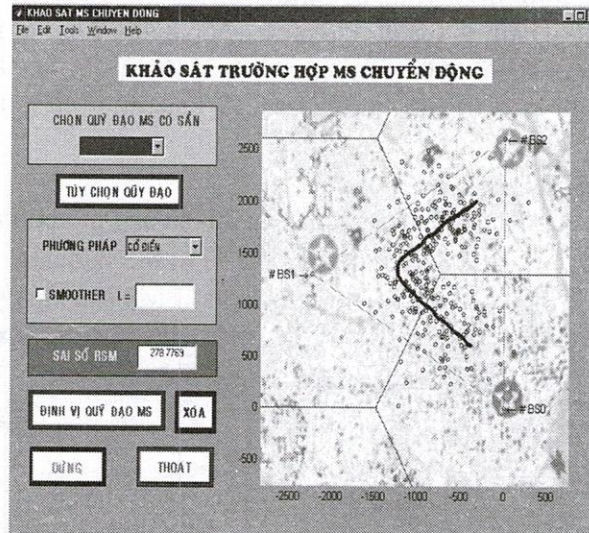 KHAO SAT MS CHUYEN DONG
File Edit Tools Window Help
KHẢO SÁT TRƯỜNG HỢP MS CHUYỂN ĐỘNG
CHỌN QUỸ ĐẠO MS CÓ SẴN
TÙY CHỌN QŨY ĐẠO
PHƯƠNG PHÁP CỔ ĐIỂN
SMOOTHER L =
SAI SỐ RSM 278.7769
ĐỊNH VỊ QUỸ ĐẠO MS XÓA
DỪNG THOÁT
2500
2000
1500
1000
500
0
-500
-2500 -2000 -1500 -1000 -500 0 500
#BS2
#BS1
#BS0